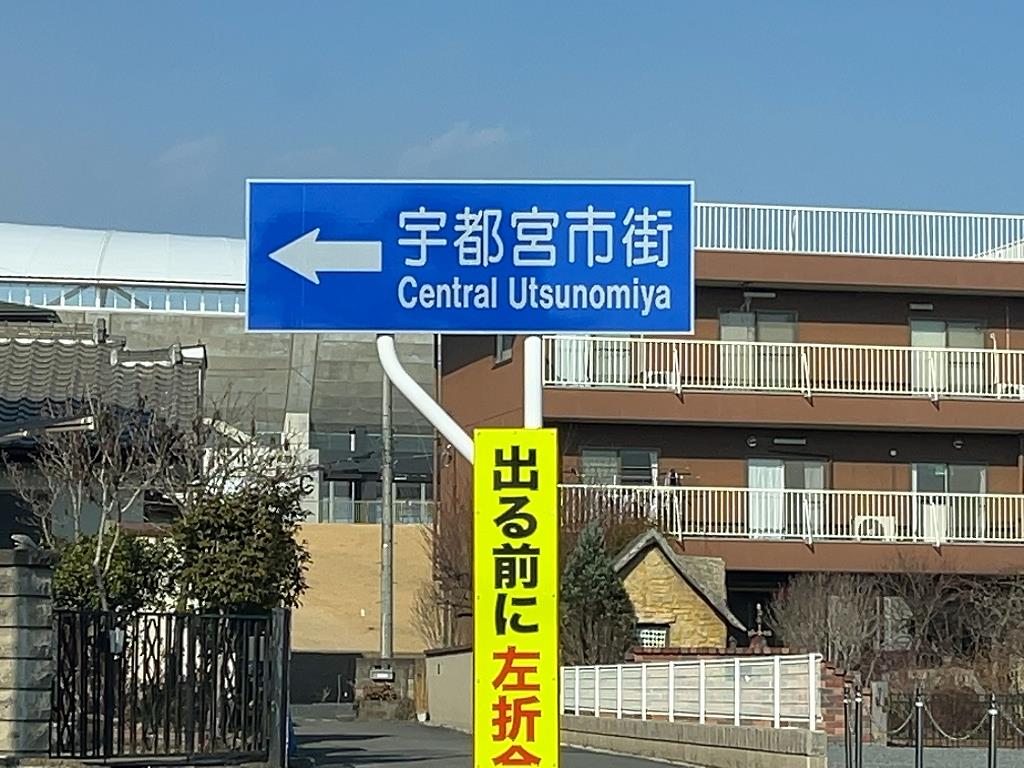 宇都宮市街
Central Utsunomiya
出る前に左折